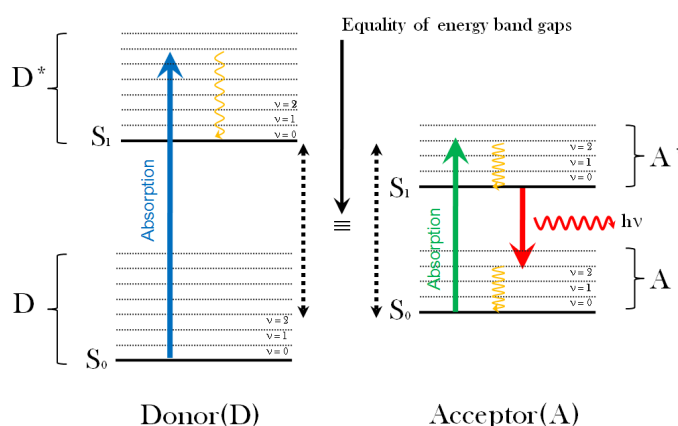 Equality of energy band gaps
D*
ν=2
ν=1
ν=0
S₁
Absorption
D
ν=2
ν=1
ν=0
S₀
≡
ν=2
ν=1
ν=0
A*
S₁
hν
Absorption
ν=2
ν=1
ν=0
A
S₀
Donor(D)
Acceptor(A)